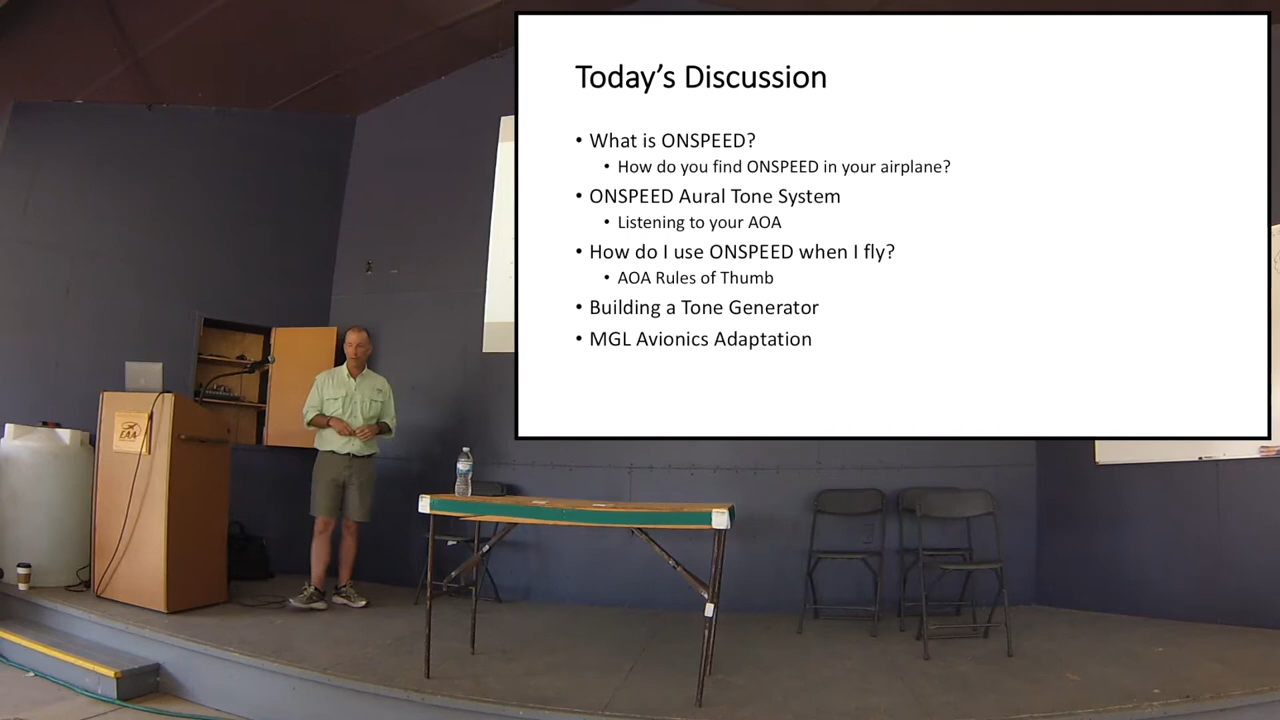 Today's Discussion
• What is ONSPEED?
• How do you find ONSPEED in your airplane?
• ONSPEED Aural Tone System
• Listening to your AOA
• How do I use ONSPEED when I fly?
• AOA Rules of Thumb
• Building a Tone Generator
• MGL Avionics Adaptation
EAA